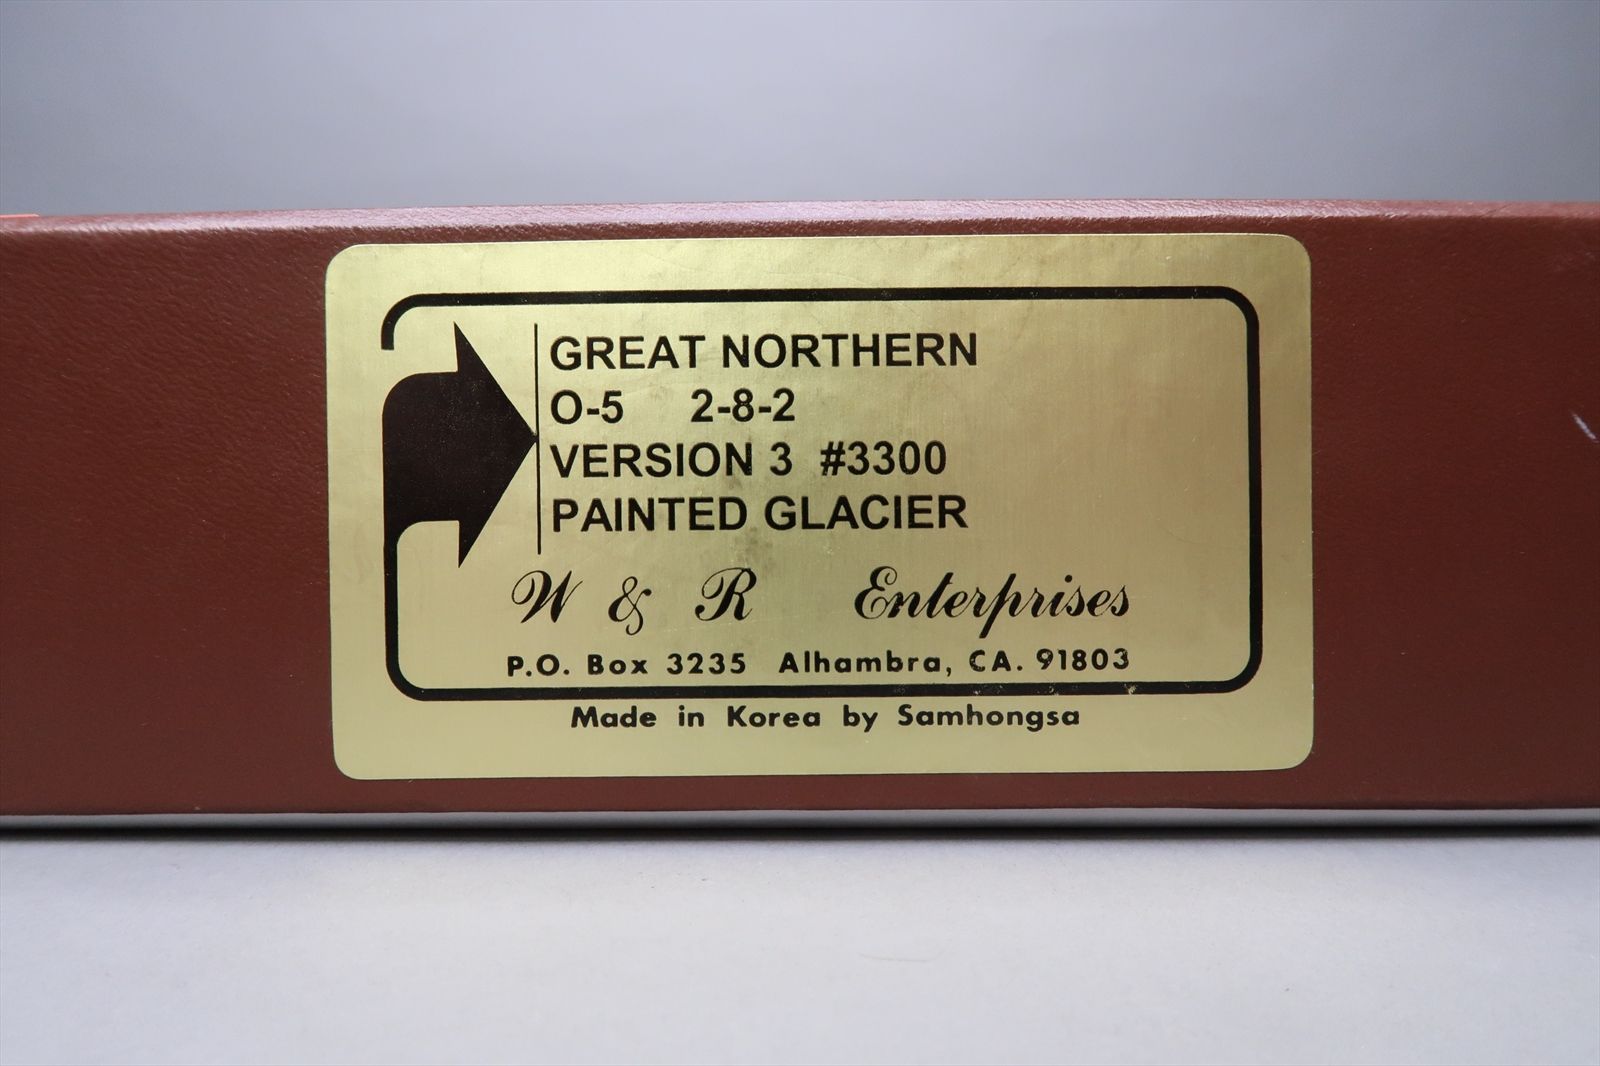 GREAT NORTHERN
O-5 2-8-2
VERSION 3 #3300
PAINTED GLACIER
W & R Enterprises
P.O. Box 3235 Alhambra, CA. 91803
Made in Korea by Samhongsa